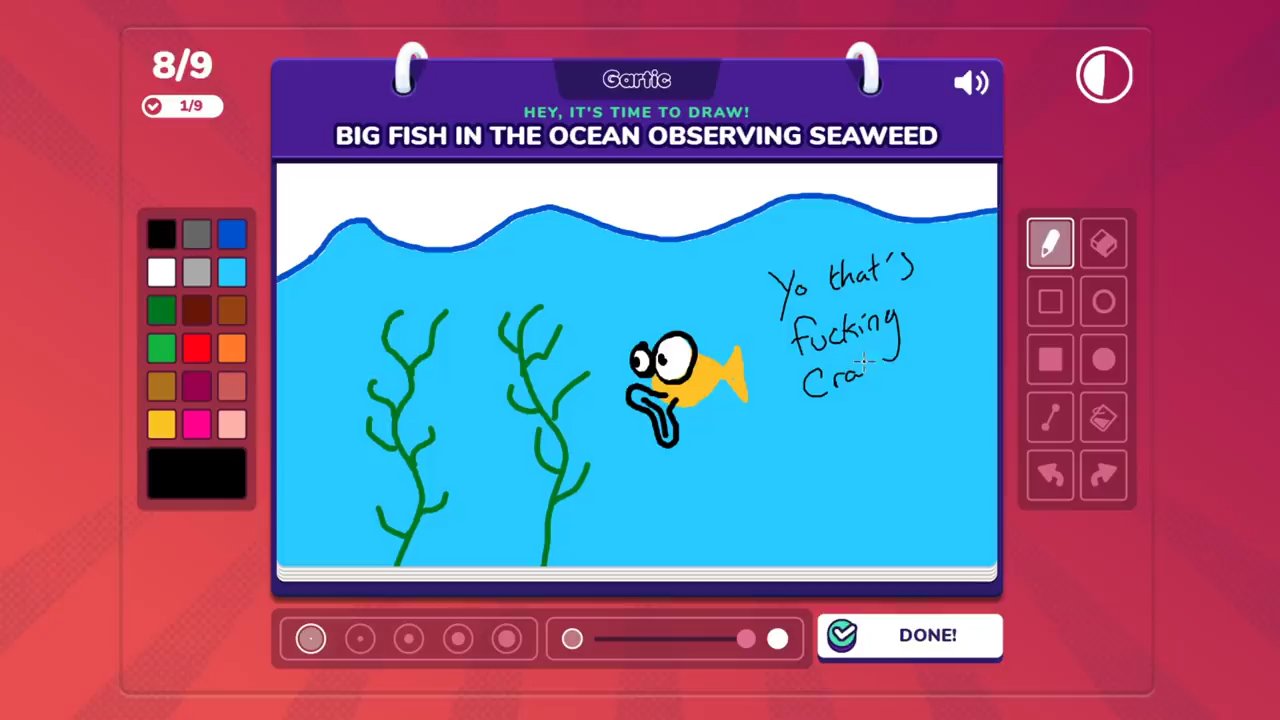 8/9
1/9
Gartic
HEY, IT'S TIME TO DRAW!
BIG FISH IN THE OCEAN OBSERVING SEAWEED
Yo that's
fucking
Cra
DONE!